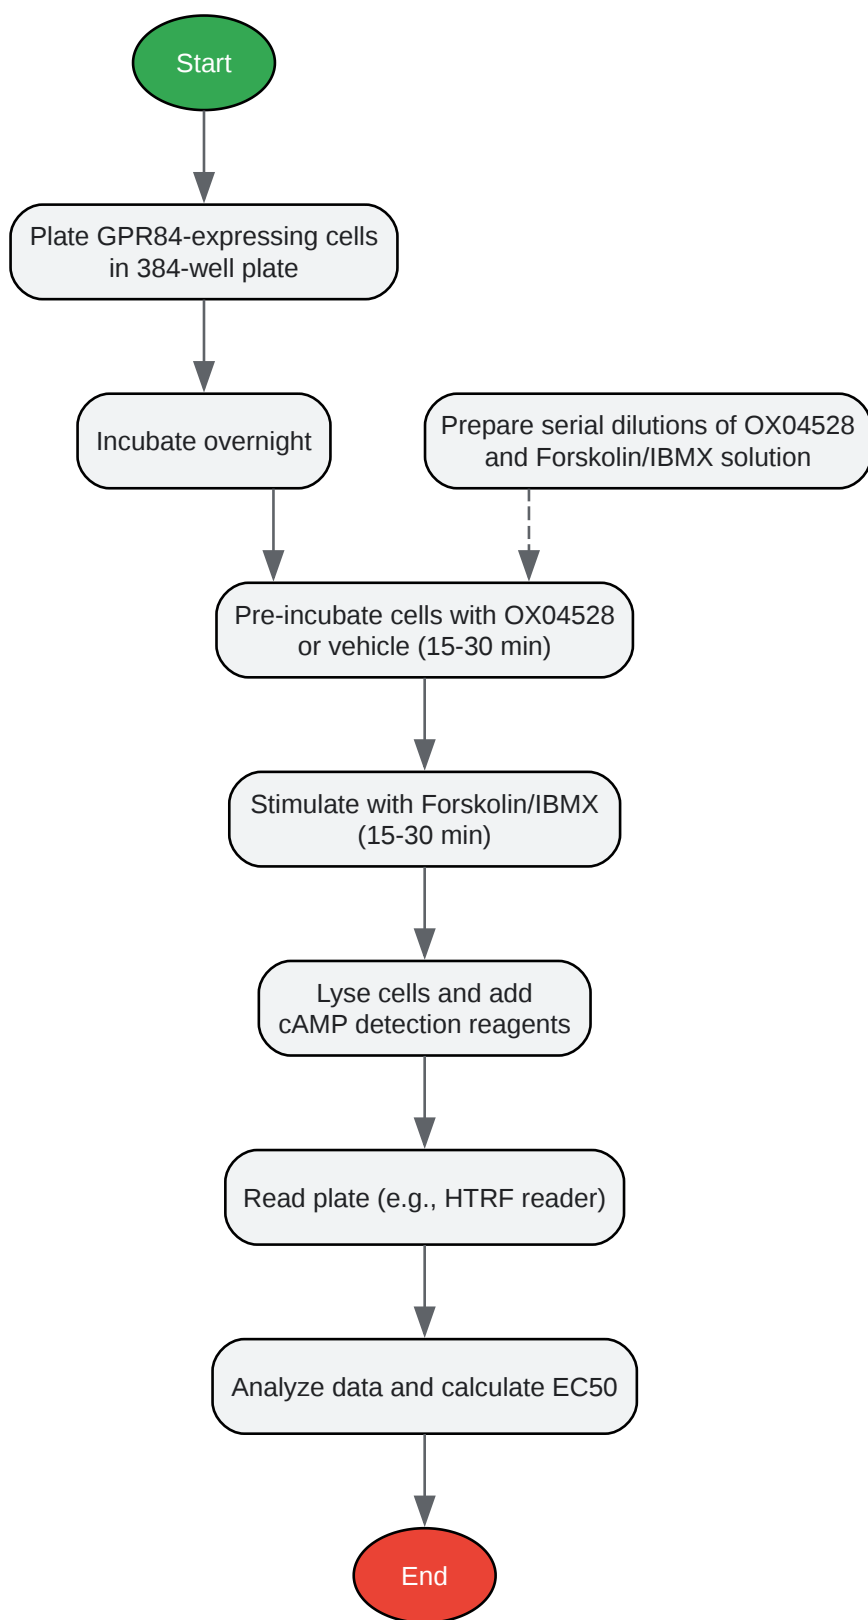 Start
Plate GPR84-expressing cells
in 384-well plate
Incubate overnight
Prepare serial dilutions of OX04528
and Forskolin/IBMX solution
Pre-incubate cells with OX04528
or vehicle (15-30 min)
Stimulate with Forskolin/IBMX
(15-30 min)
Lyse cells and add
cAMP detection reagents
Read plate (e.g., HTRF reader)
Analyze data and calculate EC50
End